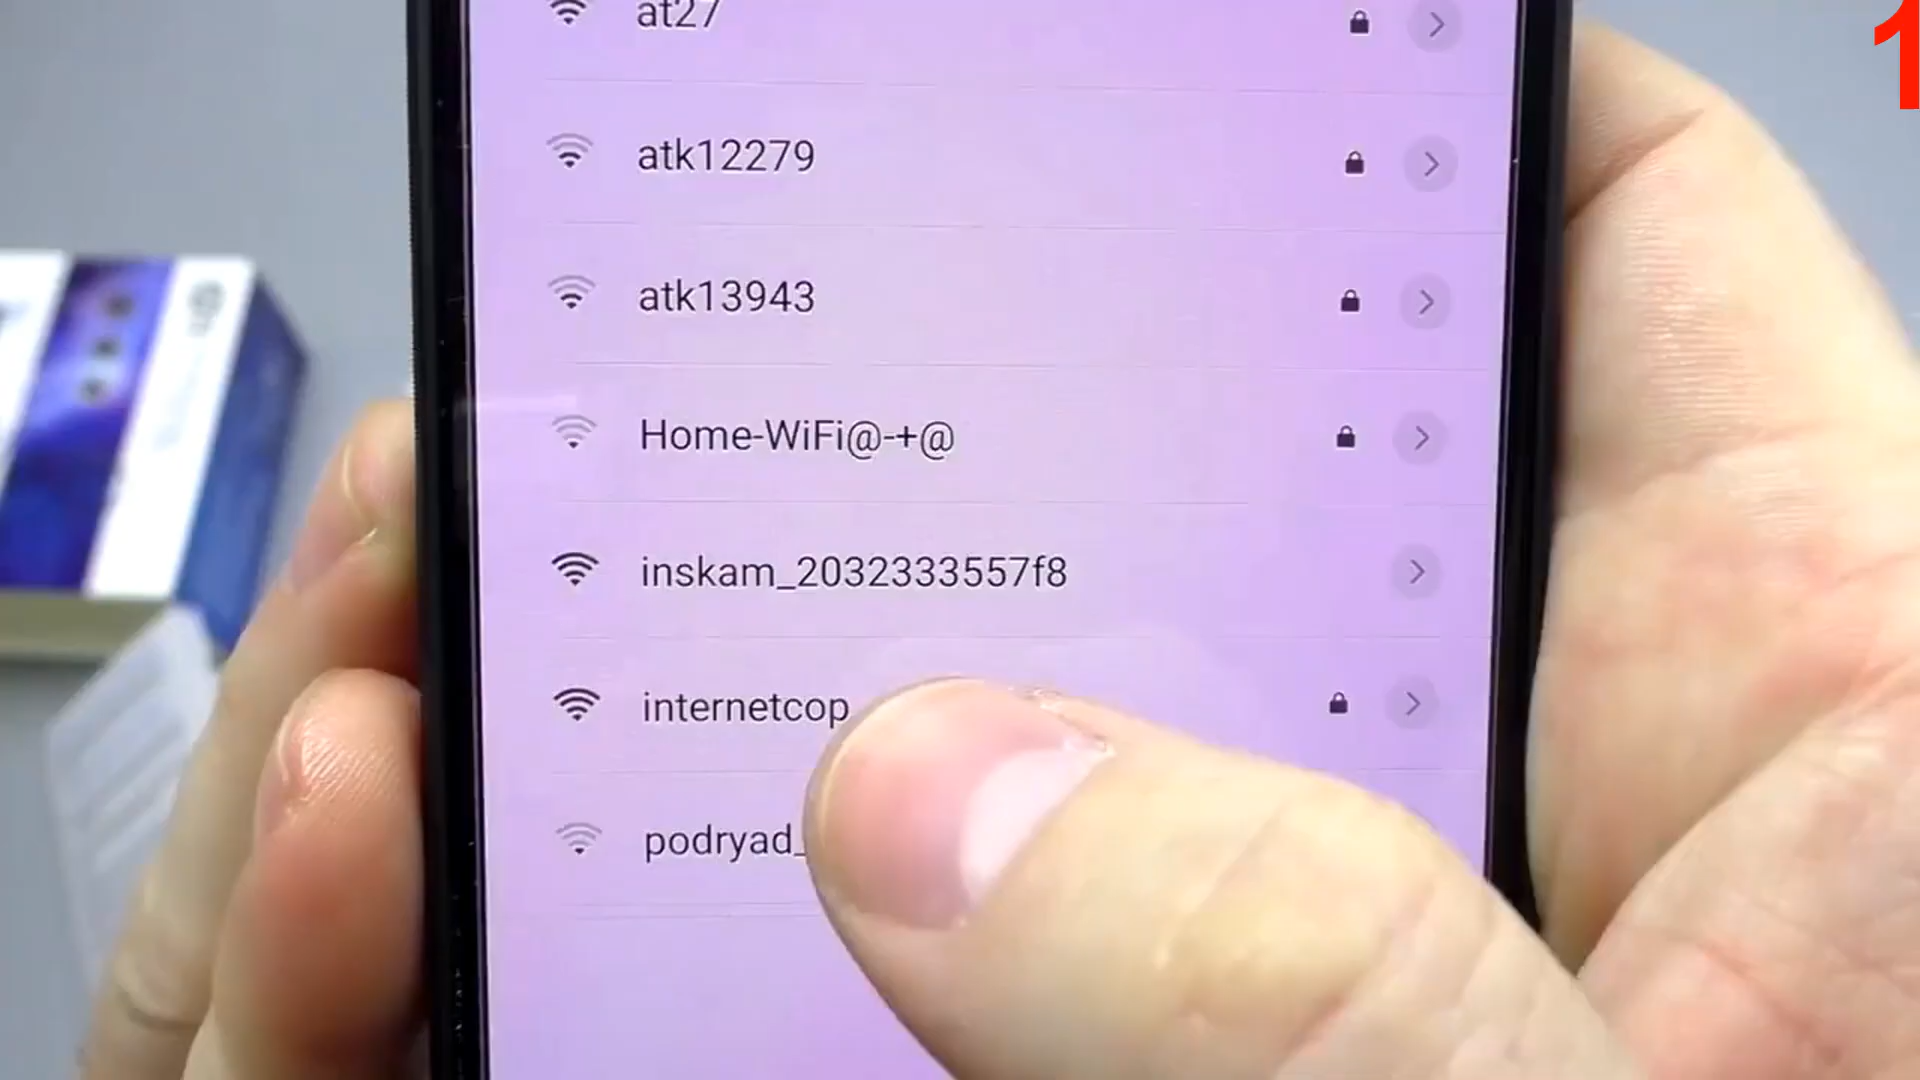 at27
1
atk12279
atk13943
Home-WiFi@-+@
inskam_2032333557f8
internetcop
podryad_